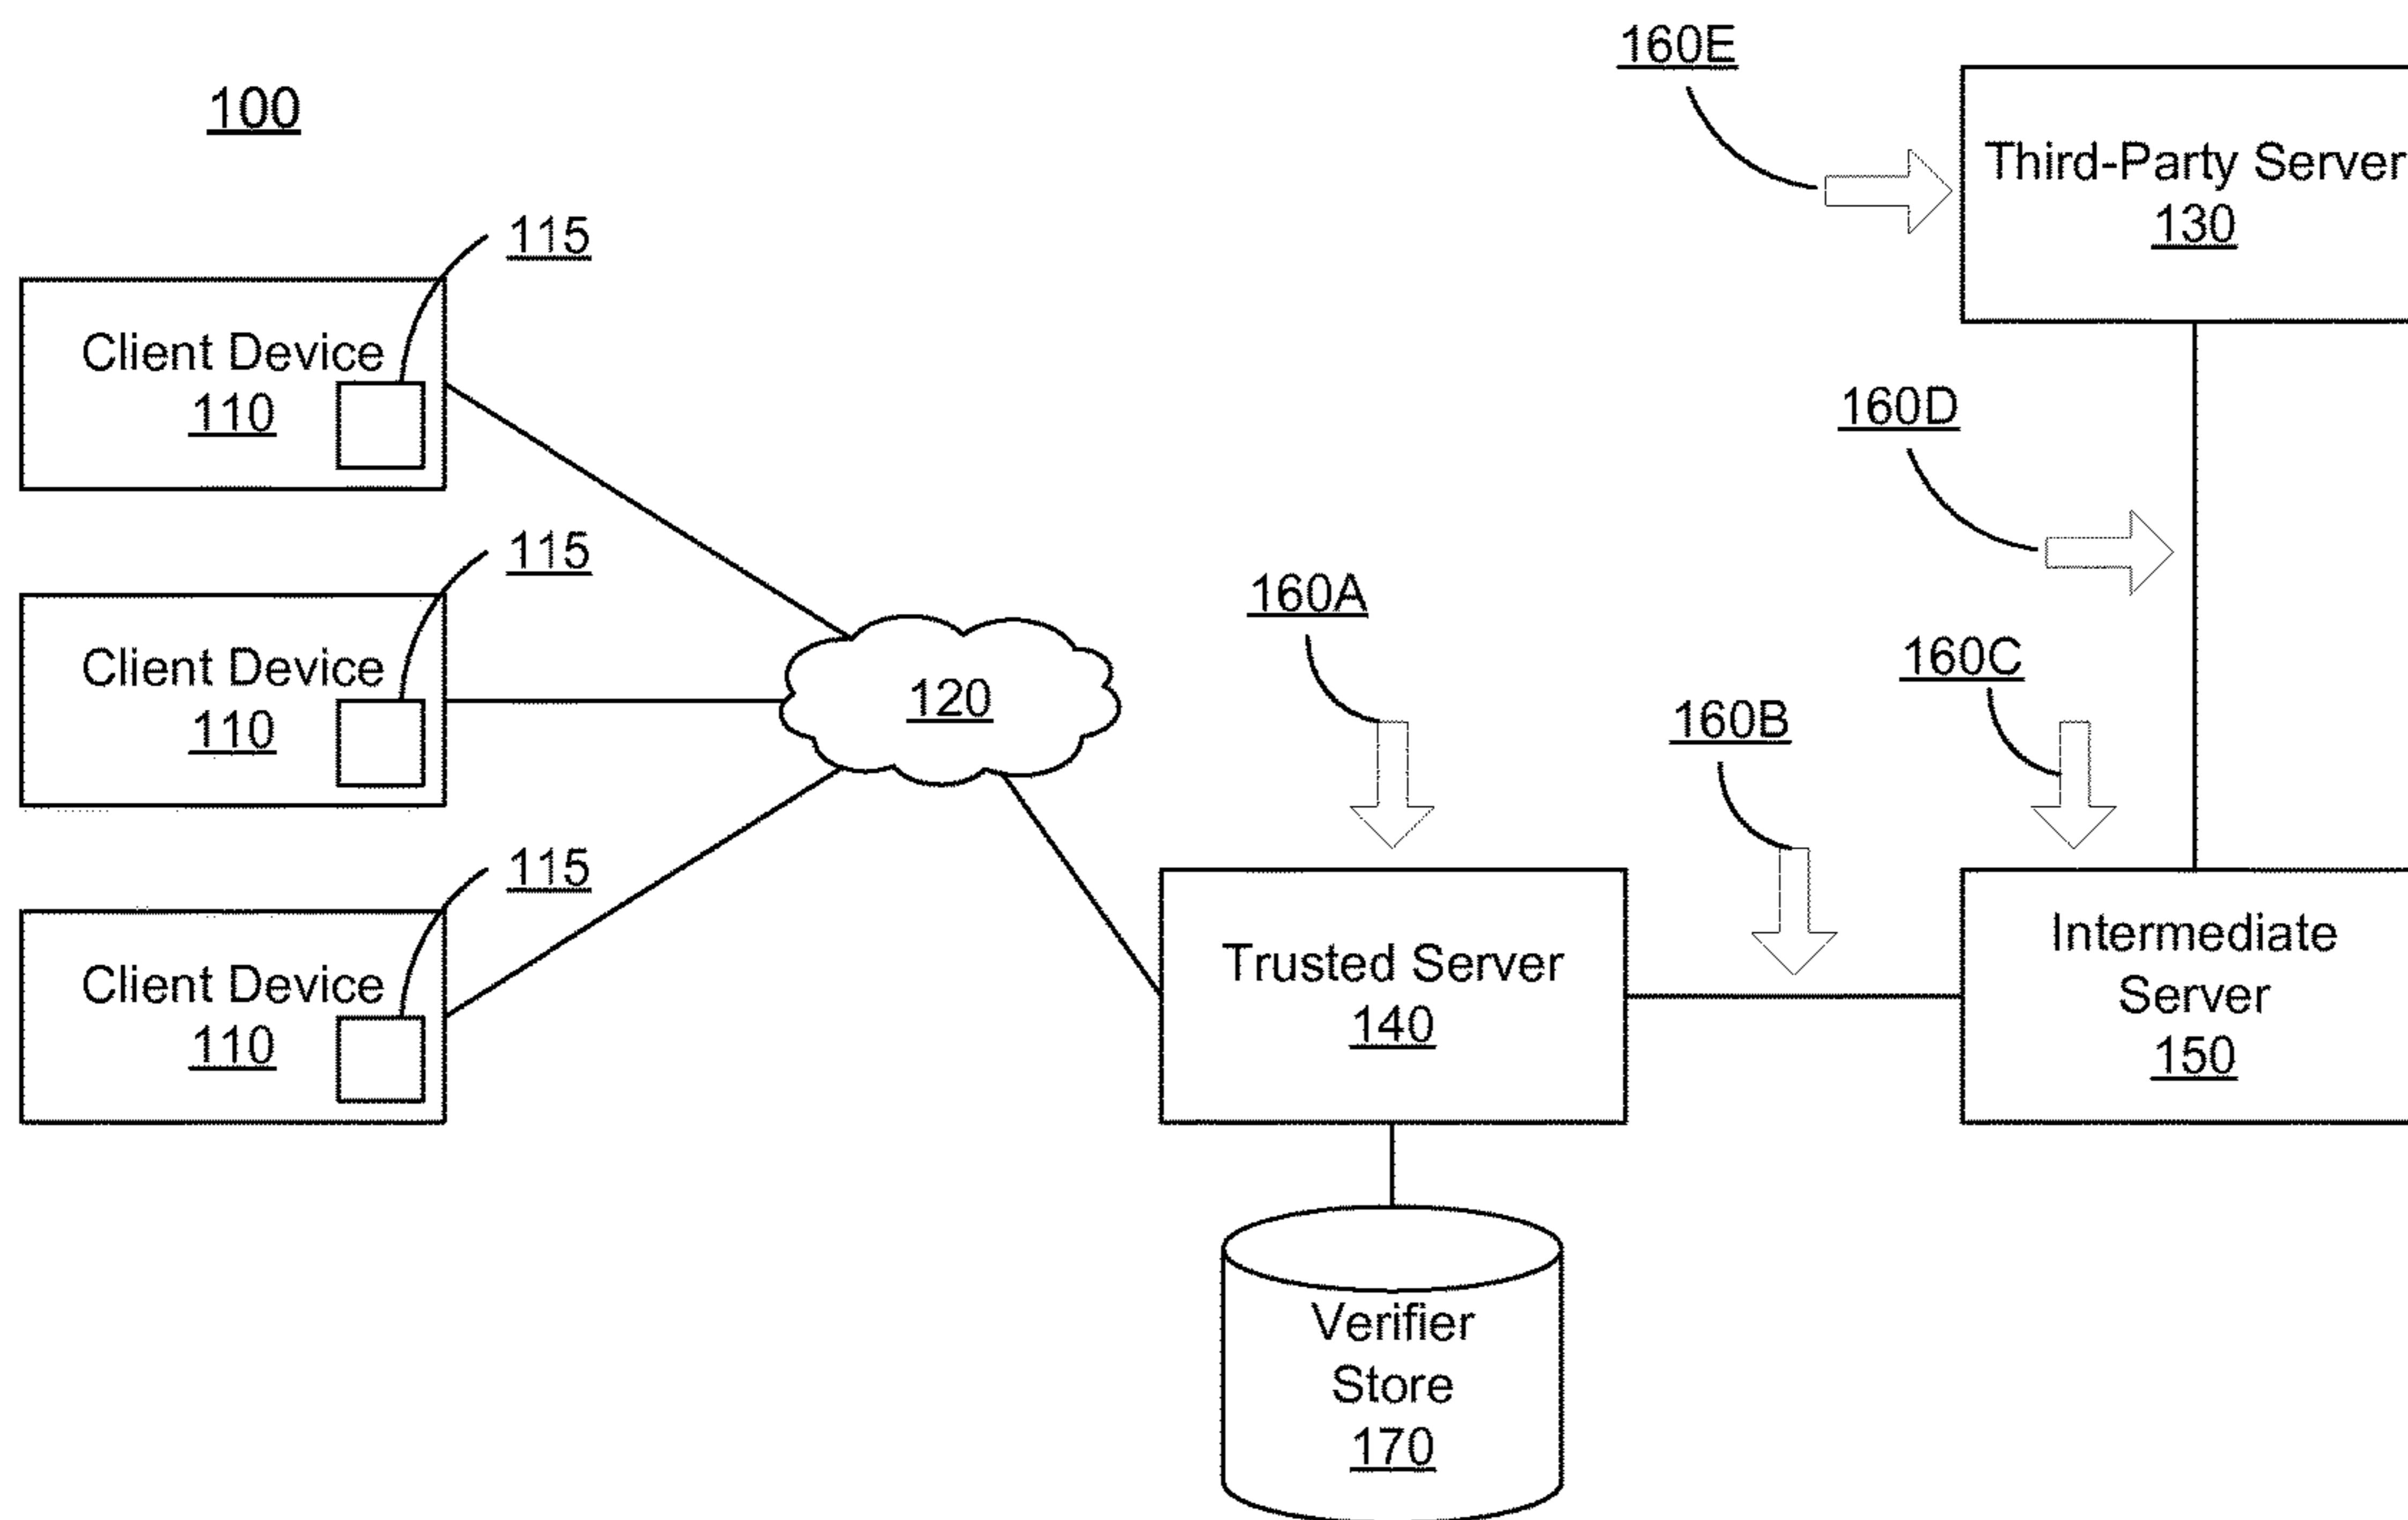 160E
100
Third-Party Server
130
115
Client Device
110
160D
115
160A
Client Device
110
120
160C
160B
115
Client Device
110
Trusted Server
140
Intermediate
Server
150
Verifier
Store
170